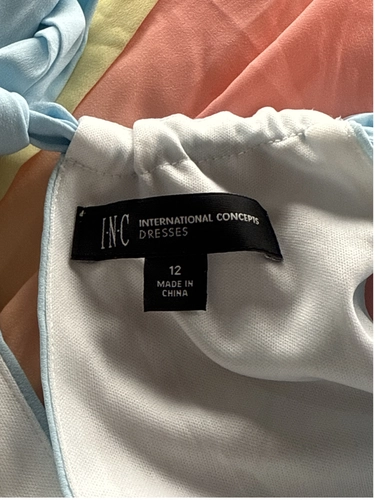 I·N·C INTERNATIONAL CONCEPTS
DRESSES
12
MADE IN
CHINA